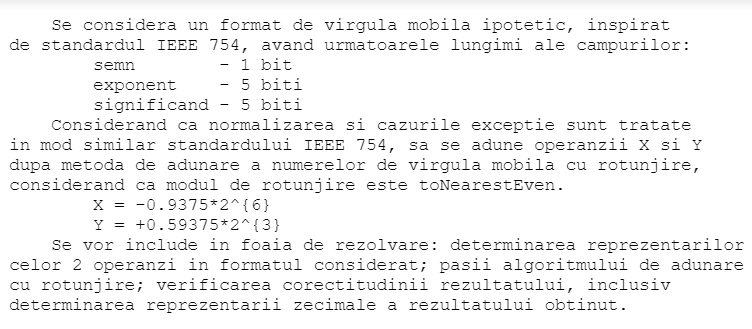 Se considera un format de virgula mobila ipotetic, inspirat
de standardul IEEE 754, avand urmatoarele lungimi ale campurilor:
semn - 1 bit
exponent - 5 biti
significand - 5 biti
Considerand ca normalizarea si cazurile exceptie sunt tratate
in mod similar standardului IEEE 754, sa se adune operanzii X si Y
dupa metoda de adunare a numerelor de virgula mobila cu rotunjire,
considerand ca modul de rotunjire este toNearestEven.
X = -0.9375*2^{6}
Y = +0.59375*2^{3}
Se vor include in foaia de rezolvare: determinarea reprezentarilor
celor 2 operanzi in formatul considerat; pasii algoritmului de adunare
cu rotunjire; verificarea corectitudinii rezultatului, inclusiv
determinarea reprezentarii zecimale a rezultatului obtinut.